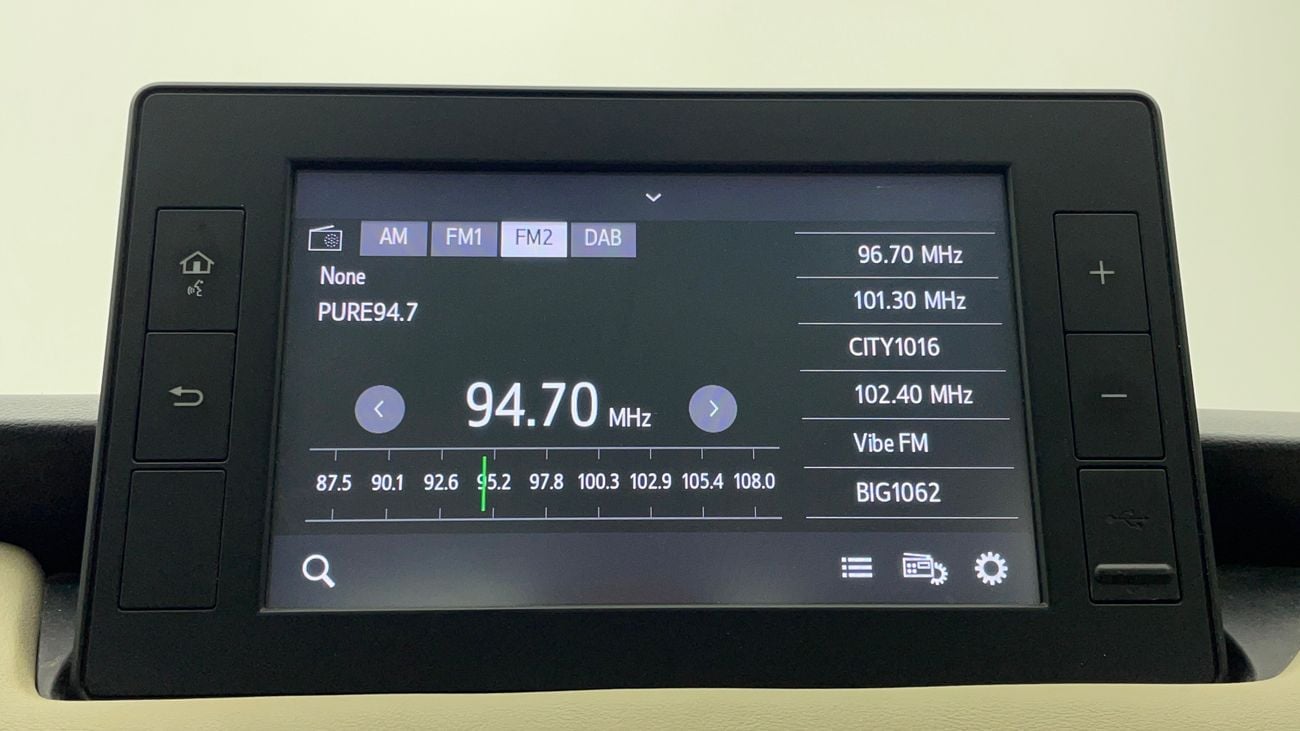 AM FM1 FM2 DAB
None
PURE94.7
94.70 MHz
87.5 90.1 92.6 95.2 97.8 100.3 102.9 105.4 108.0
96.70 MHz
101.30 MHz
CITY1016
102.40 MHz
Vibe FM
BIG1062